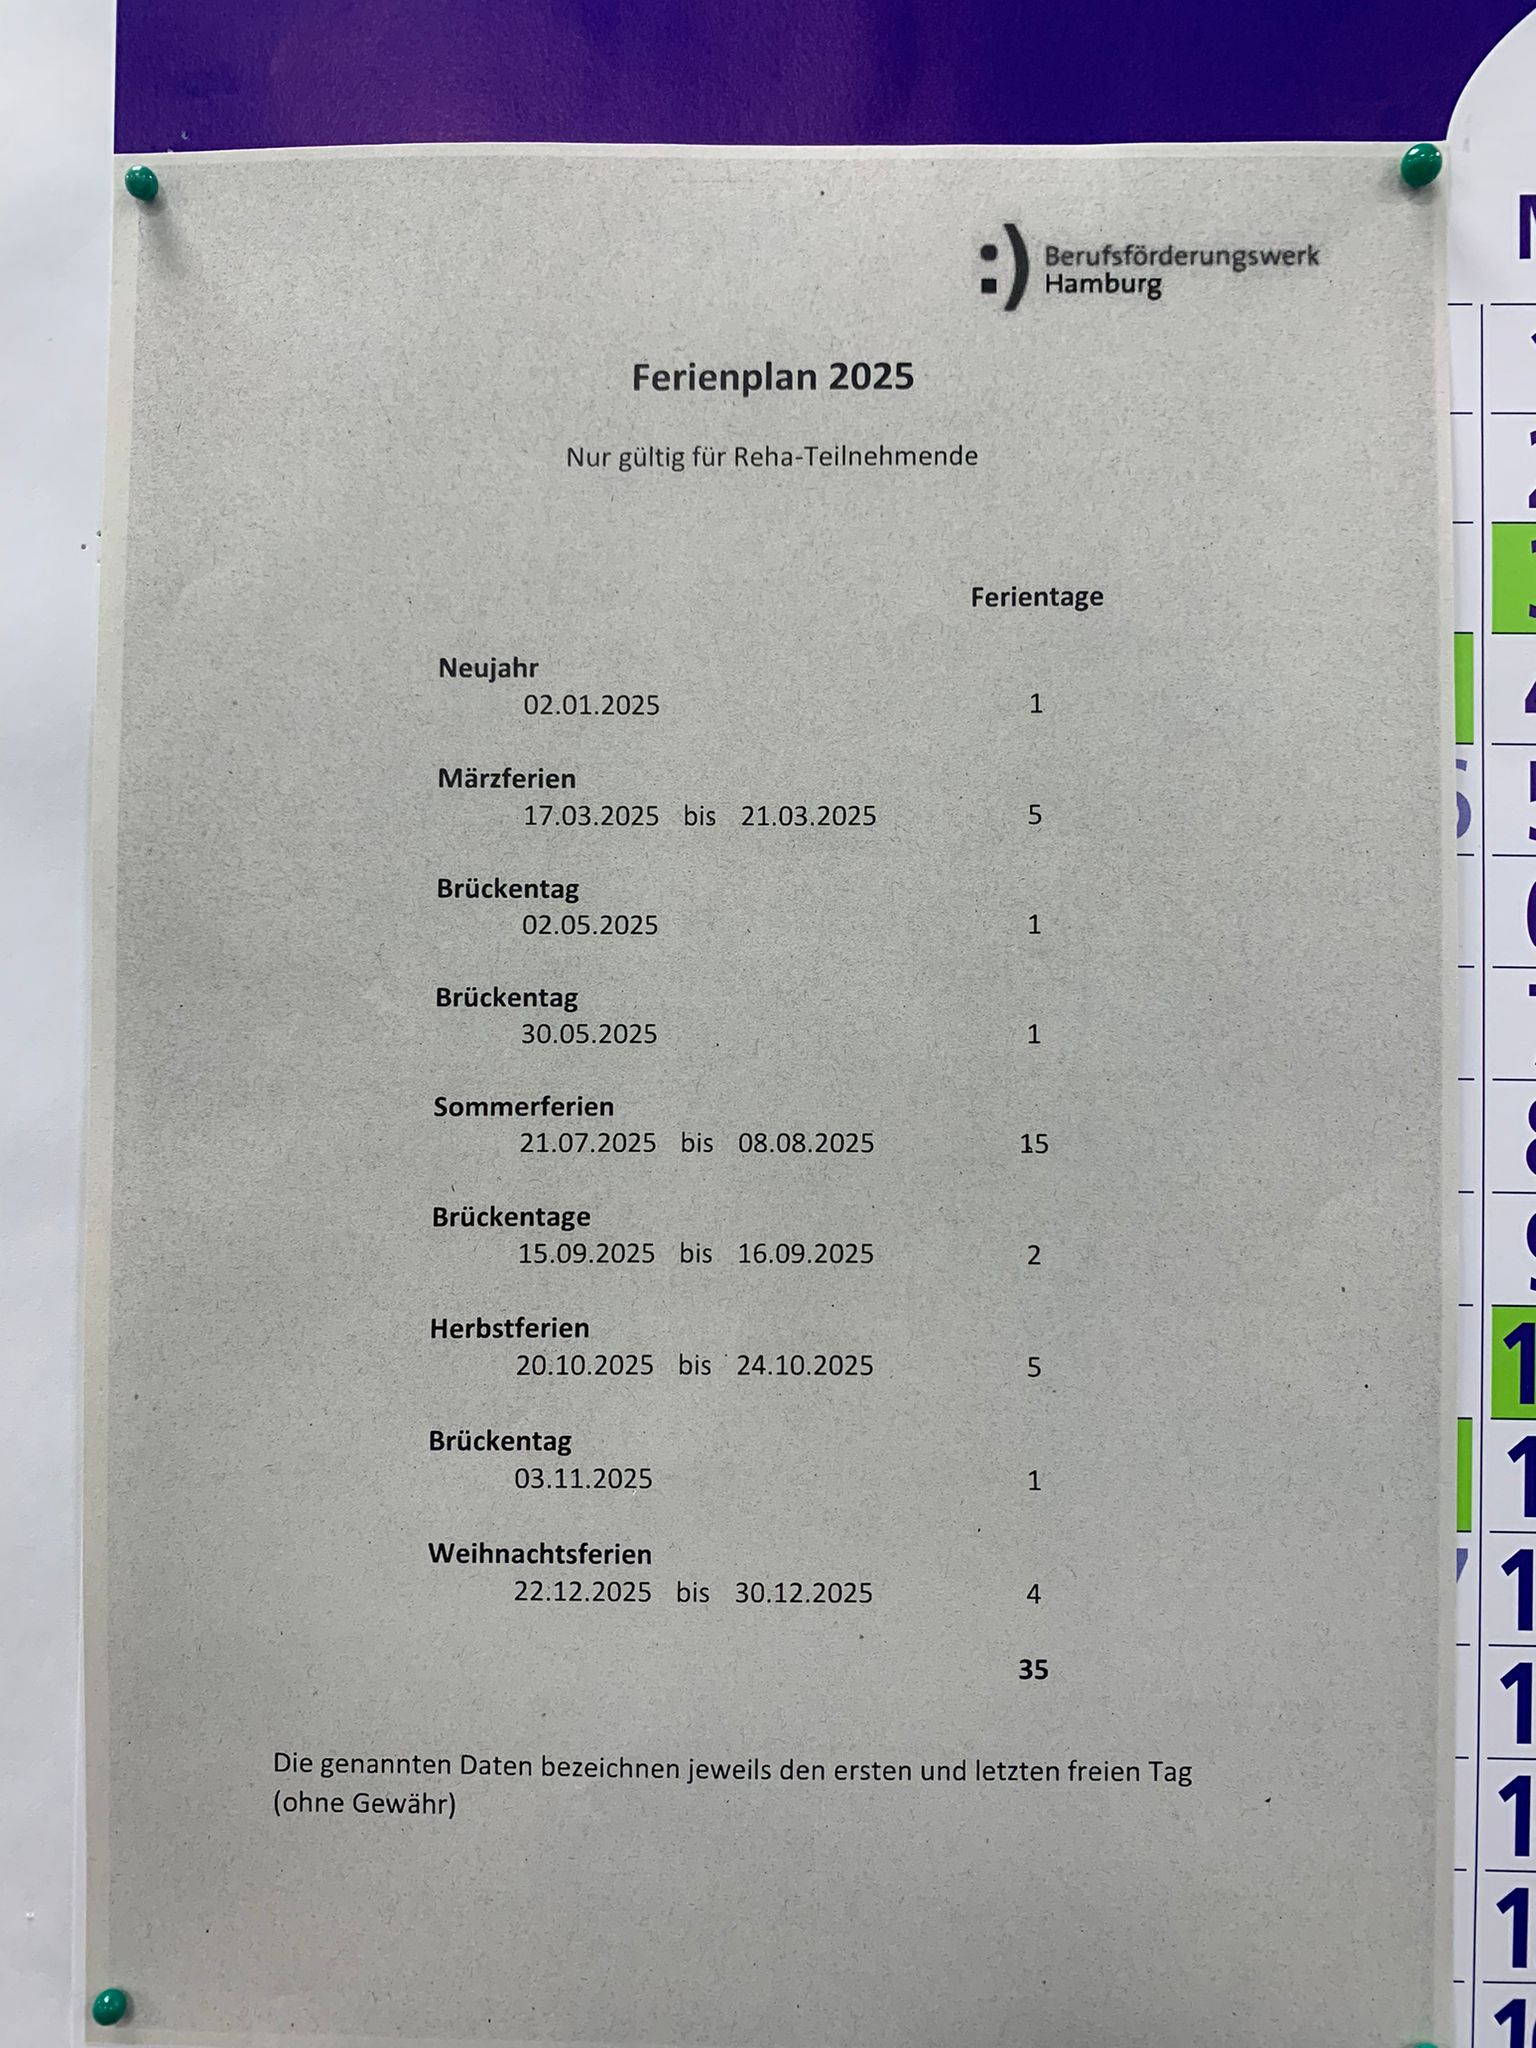 Berufsförderungswerk
Hamburg
Ferienplan 2025
Nur gültig für Reha-Teilnehmende
Ferientage
Neujahr
02.01.2025 1
Märzferien
17.03.2025 bis 21.03.2025 5
Brückentag
02.05.2025 1
Brückentag
30.05.2025 1
Sommerferien
21.07.2025 bis 08.08.2025 15
Brückentage
15.09.2025 bis 16.09.2025 2
Herbstferien
20.10.2025 bis 24.10.2025 5
Brückentag
03.11.2025 1
Weihnachtsferien
22.12.2025 bis 30.12.2025 4
35
Die genannten Daten bezeichnen jeweils den ersten und letzten freien Tag
(ohne Gewähr)